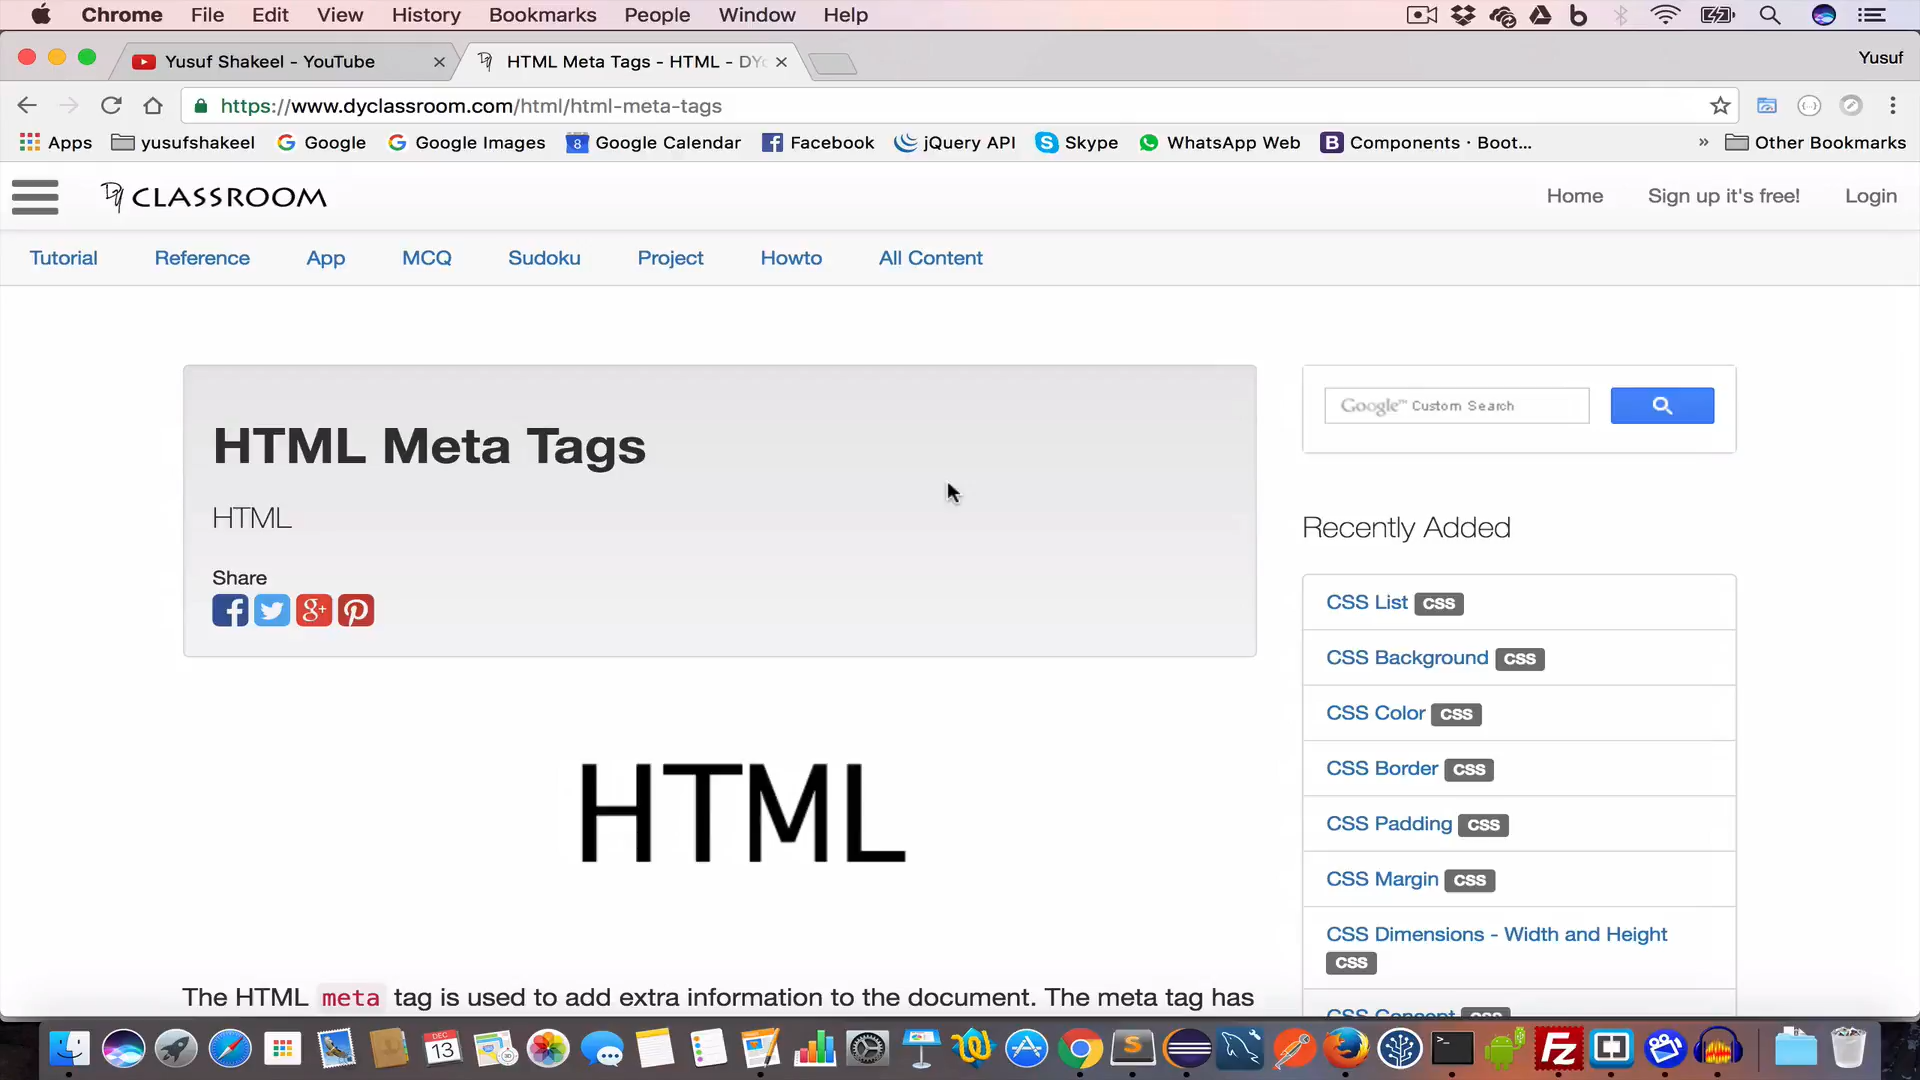 Chrome File Edit View History Bookmarks People Window Help
Yusuf Shakeel - YouTube
HTML Meta Tags - HTML - DYc
Yusuf
https://www.dyclassroom.com/html/html-meta-tags
Apps yusufshakeel Google Google Images 8 Google Calendar Facebook jQuery API Skype WhatsApp Web B Components · Boot... » Other Bookmarks
CLASSROOM
Home Sign up it's free! Login
Tutorial Reference App MCQ Sudoku Project Howto All Content
HTML Meta Tags
HTML
Share
Google™ Custom Search
Recently Added
CSS List CSS
CSS Background CSS
CSS Color CSS
CSS Border CSS
CSS Padding CSS
CSS Margin CSS
CSS Dimensions - Width and Height
CSS
HTML
The HTML meta tag is used to add extra information to the document. The meta tag has
DEC
13